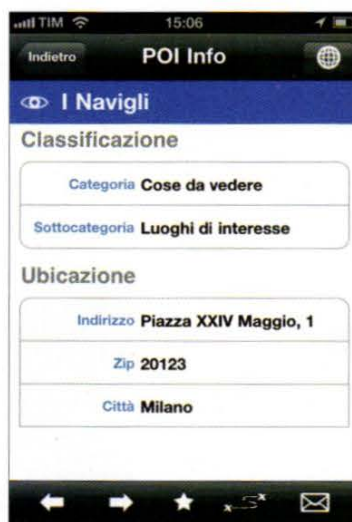 TIM 15:06
Indietro POI Info
I Navigli
Classificazione
Categoria Cose da vedere
Sottocategoria Luoghi di interesse
Ubicazione
Indirizzo Piazza XXIV Maggio, 1
Zip 20123
Città Milano